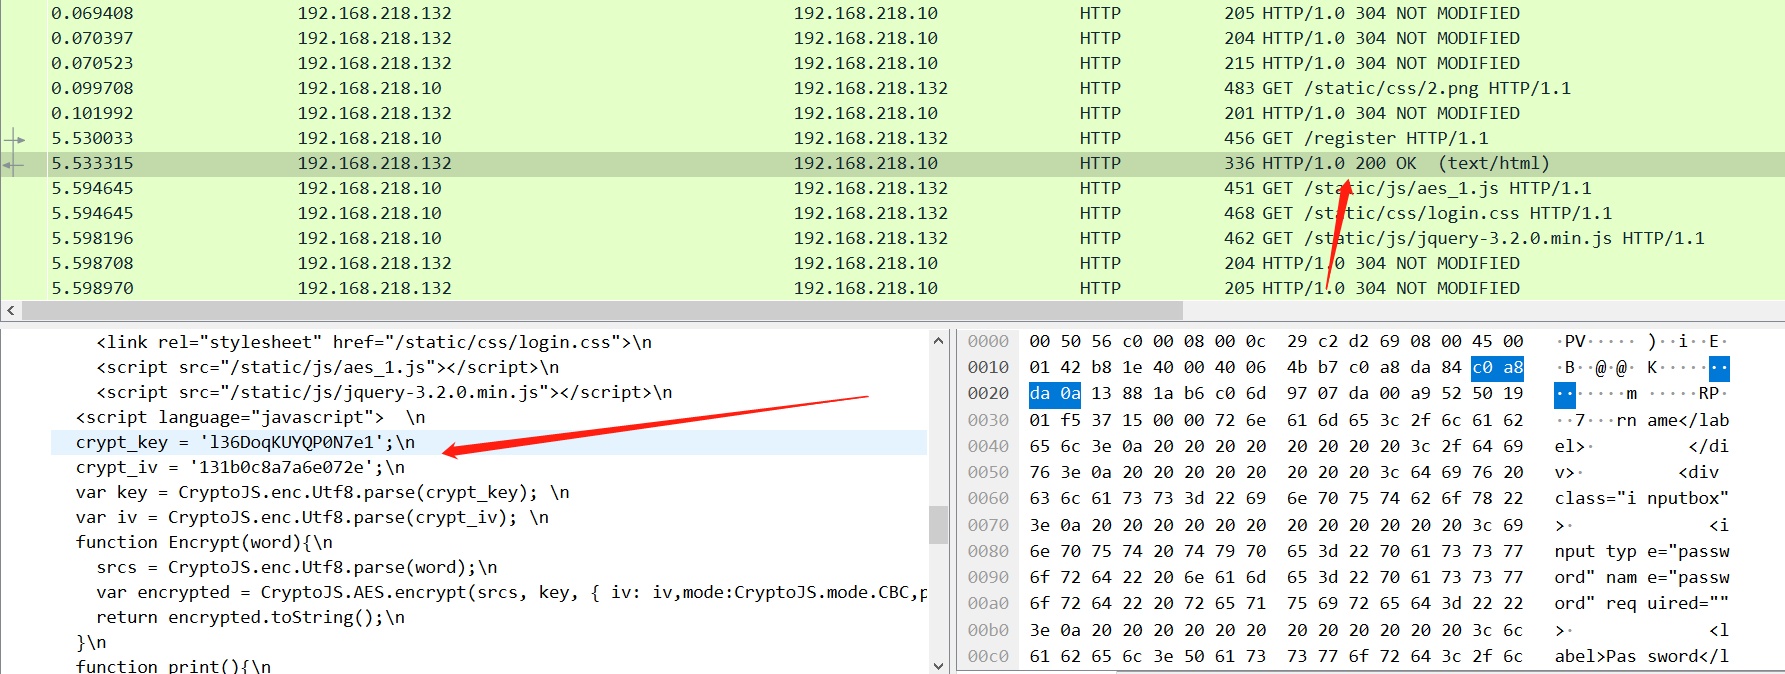 0.069408 192.168.218.132 192.168.218.10 HTTP 205 HTTP/1.0 304 NOT MODIFIED
0.070397 192.168.218.132 192.168.218.10 HTTP 204 HTTP/1.0 304 NOT MODIFIED
0.070523 192.168.218.132 192.168.218.10 HTTP 215 HTTP/1.0 304 NOT MODIFIED
0.099708 192.168.218.10 192.168.218.132 HTTP 483 GET /static/css/2.png HTTP/1.1
0.101992 192.168.218.132 192.168.218.10 HTTP 201 HTTP/1.0 304 NOT MODIFIED
5.530033 192.168.218.10 192.168.218.132 HTTP 456 GET /register HTTP/1.1
5.533315 192.168.218.132 192.168.218.10 HTTP 336 HTTP/1.0 200 OK (text/html)
5.594645 192.168.218.10 192.168.218.132 HTTP 451 GET /static/js/aes_1.js HTTP/1.1
5.594645 192.168.218.10 192.168.218.132 HTTP 468 GET /static/css/login.css HTTP/1.1
5.598196 192.168.218.10 192.168.218.132 HTTP 462 GET /static/js/jquery-3.2.0.min.js HTTP/1.1
5.598708 192.168.218.132 192.168.218.10 HTTP 204 HTTP/1.0 304 NOT MODIFIED
5.598970 192.168.218.132 192.168.218.10 HTTP 205 HTTP/1.0 304 NOT MODIFIED
<link rel="stylesheet" href="/static/css/login.css">\n
<script src="/static/js/aes_1.js"></script>\n
<script src="/static/js/jquery-3.2.0.min.js"></script>\n
<script language="javascript"> \n
crypt_key = 'l36DoqKUYQP0N7e1';\n
crypt_iv = '131b0c8a7a6e072e';\n
var key = CryptoJS.enc.Utf8.parse(crypt_key); \n
var iv = CryptoJS.enc.Utf8.parse(crypt_iv); \n
function Encrypt(word){\n
srcs = CryptoJS.enc.Utf8.parse(word);\n
var encrypted = CryptoJS.AES.encrypt(srcs, key, { iv: iv,mode:CryptoJS.mode.CBC,p
return encrypted.toString();\n
}\n
function print(){\n
0000 00 50 56 c0 00 08 00 0c 29 c2 d2 69 08 00 45 00 ·PV····· )··i··E·
0010 01 42 b8 1e 40 00 40 06 4b b7 c0 a8 da 84 c0 a8 ·B··@·@· K·······
0020 da 0a 13 88 1a b6 c0 6d 97 07 da 00 a9 52 50 19 ·······m ·····RP·
0030 01 f5 37 15 00 00 72 6e 61 6d 65 3c 2f 6c 61 62 ··7···rn ame</lab
0040 65 6c 3e 0a 20 20 20 20 20 20 20 20 3c 2f 64 69 el>· </di
0050 76 3e 0a 20 20 20 20 20 20 20 20 3c 64 69 76 20 v>· <div
0060 63 6c 61 73 73 3d 22 69 6e 70 75 74 62 6f 78 22 class="i nputbox"
0070 3e 0a 20 20 20 20 20 20 20 20 20 20 20 20 3c 69 >· <i
0080 6e 70 75 74 20 74 79 70 65 3d 22 70 61 73 73 77 nput typ e="passw
0090 6f 72 64 22 20 6e 61 6d 65 3d 22 70 61 73 73 77 ord" nam e="passw
00a0 6f 72 64 22 20 72 65 71 75 69 72 65 64 3d 22 22 ord" req uired=""
00b0 3e 0a 20 20 20 20 20 20 20 20 20 20 20 20 3c 6c >· <l
00c0 61 62 65 6c 3e 50 61 73 73 77 6f 72 64 3c 2f 6c abel>Pas sword</l